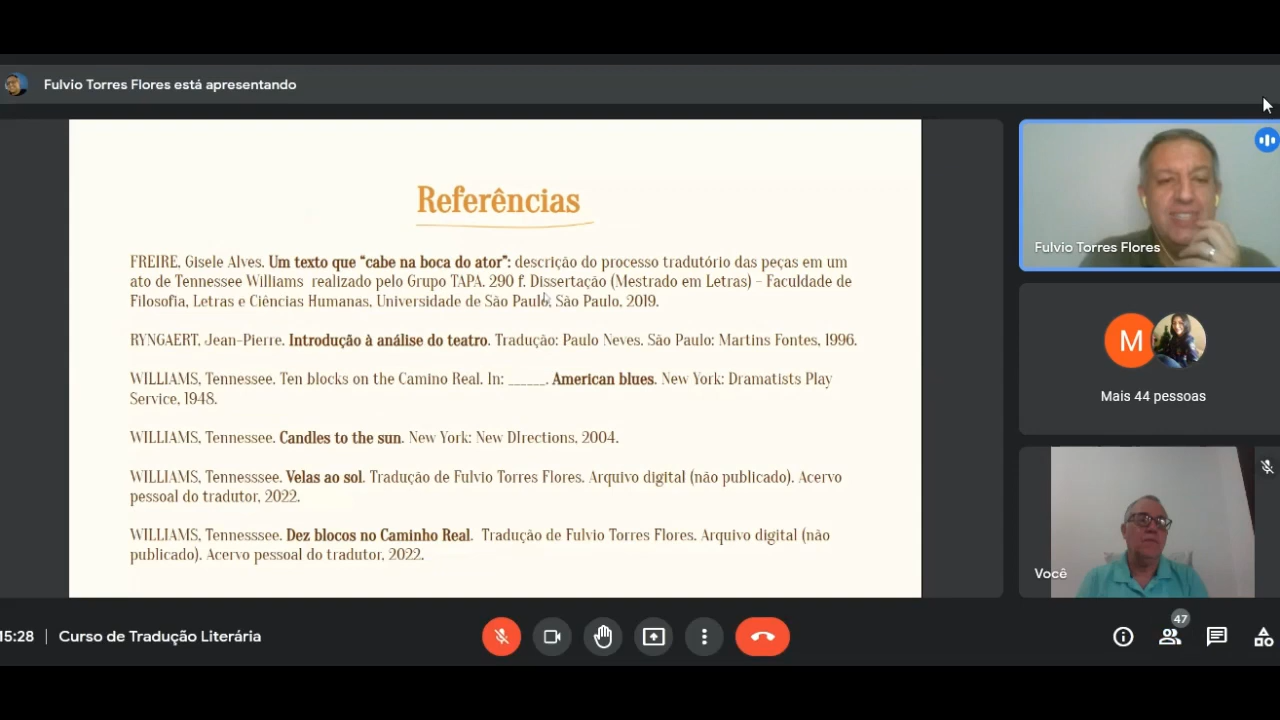 Fulvio Torres Flores está apresentando
Referências
FREIRE, Gisele Alves. Um texto que “cabe na boca do ator”: descrição do processo tradutório das peças em um
ato de Tennessee Williams realizado pelo Grupo TAPA. 290 f. Dissertação (Mestrado em Letras) – Faculdade de
Filosofia, Letras e Ciências Humanas, Universidade de São Paulo, São Paulo, 2019.
RYNGAERT, Jean-Pierre. Introdução à análise do teatro. Tradução: Paulo Neves. São Paulo: Martins Fontes, 1996.
WILLIAMS, Tennessee. Ten blocks on the Camino Real. In: ______. American blues. New York: Dramatists Play
Service, 1948.
WILLIAMS, Tennessee. Candles to the sun. New York: New DIrections, 2004.
WILLIAMS, Tennesssee. Velas ao sol. Tradução de Fulvio Torres Flores. Arquivo digital (não publicado). Acervo
pessoal do tradutor, 2022.
WILLIAMS, Tennesssee. Dez blocos no Caminho Real. Tradução de Fulvio Torres Flores. Arquivo digital (não
publicado). Acervo pessoal do tradutor, 2022.
Fulvio Torres Flores
M
Mais 44 pessoas
Você
15:28 | Curso de Tradução Literária
47